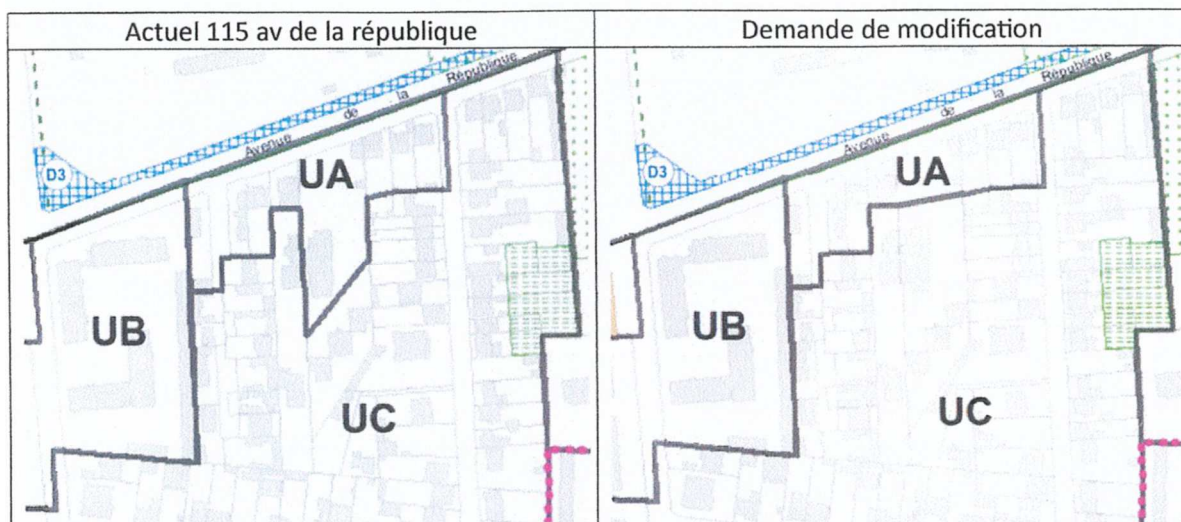 Actuel 115 av de la république
Demande de modification
D3
Avenue de la République
UA
UB
UC
D3
Avenue de la République
UA
UB
UC